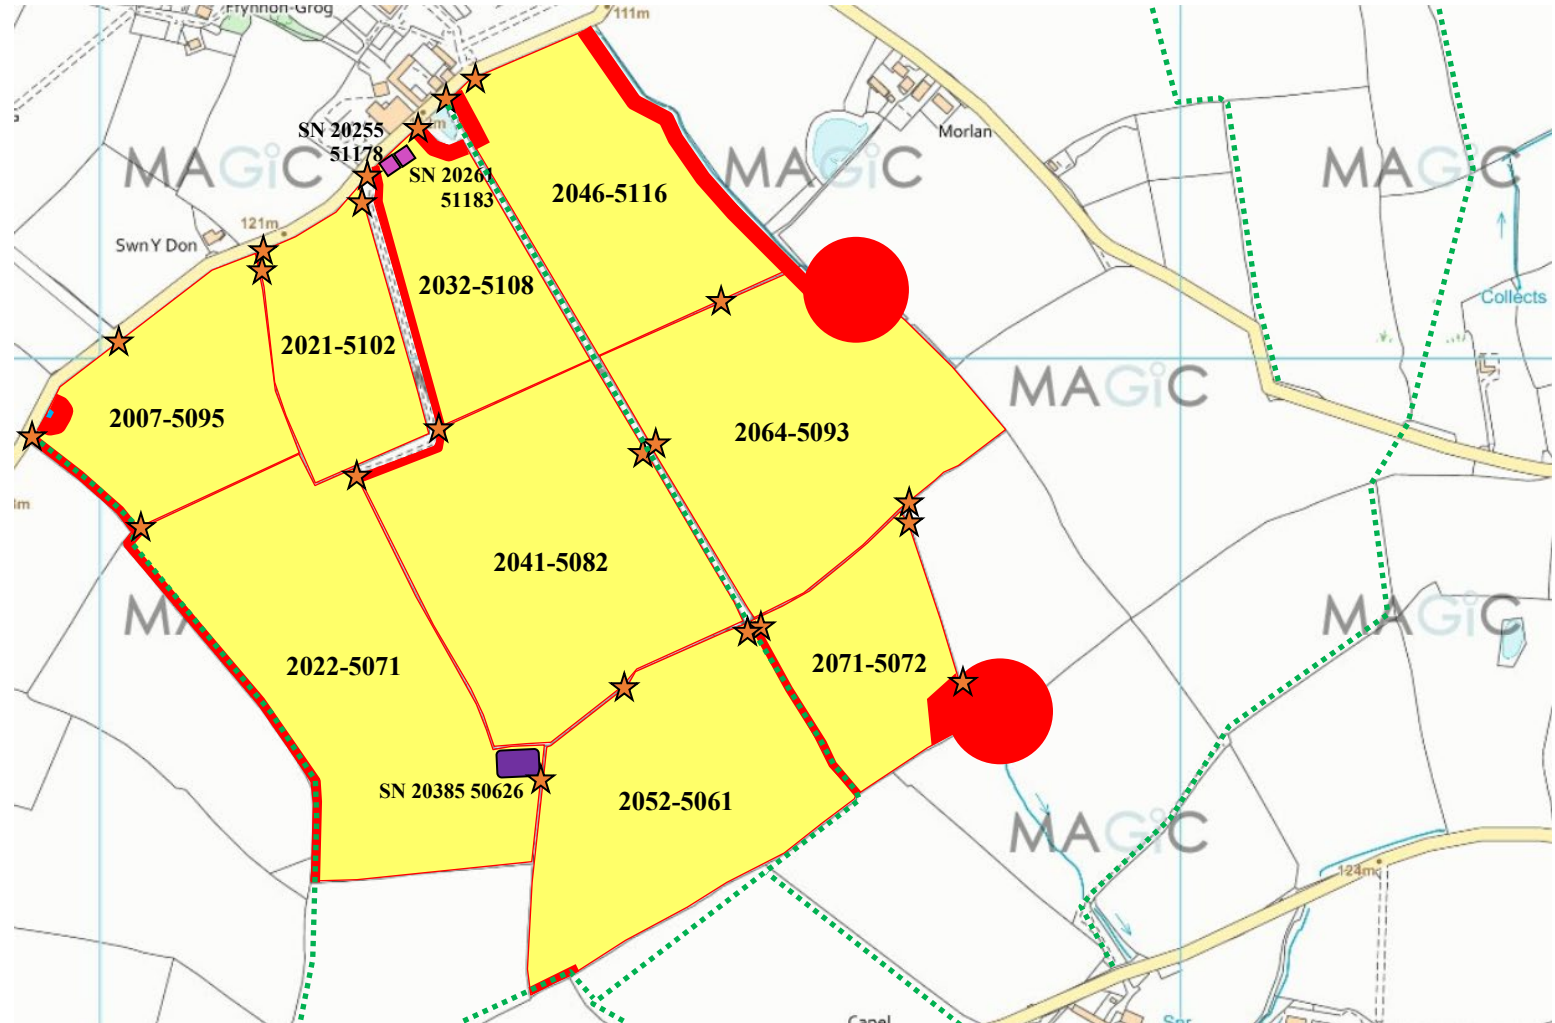 Ffynnon-Grog
111m
SN 20255
51178
MAGiC
MAGiC
Morlan
MAGiC
SN 20261
51183
2046-5116
121m
Swn Y Don
2032-5108
Collects
2021-5102
MAGiC
2007-5095
2064-5093
2041-5082
MAGiC
2022-5071
2071-5072
SN 20385 50626
2052-5061
MAGiC
124m
Capel